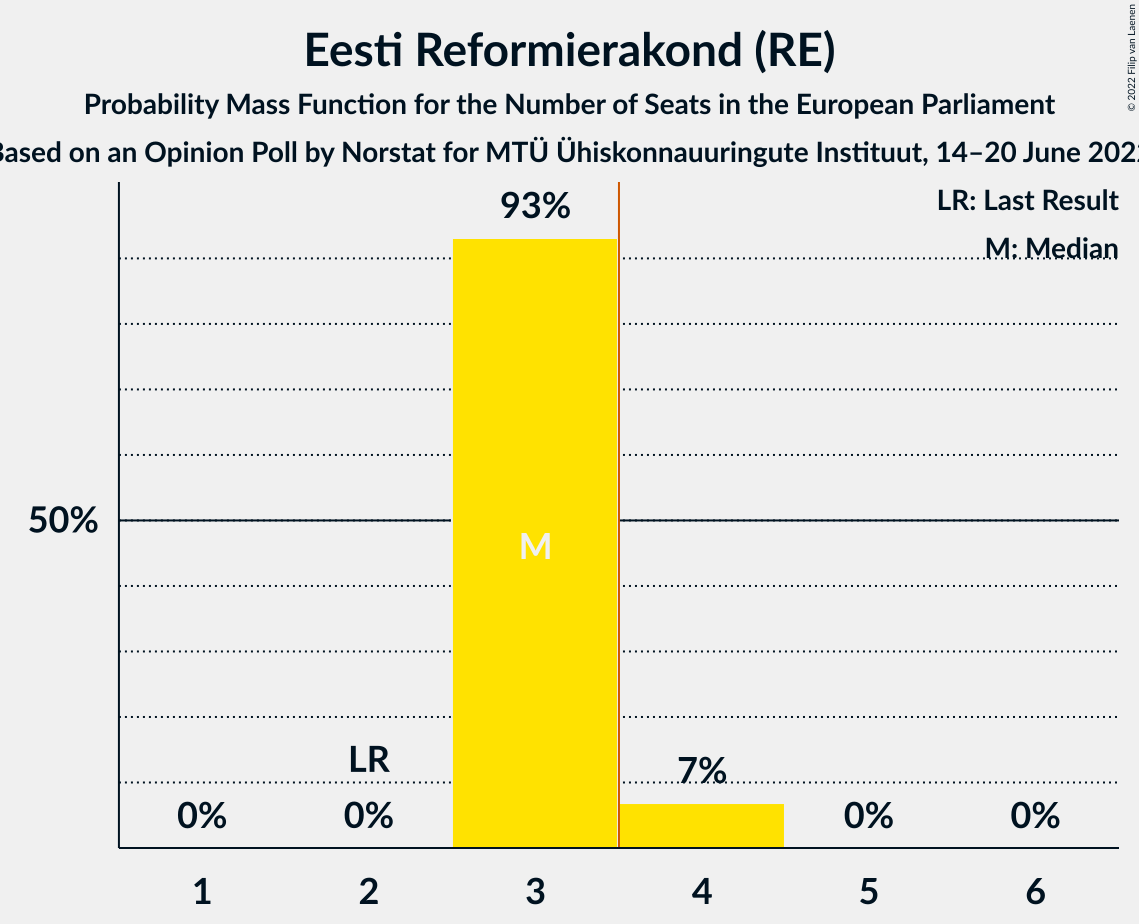 Eesti Reformierakond (RE)
Probability Mass Function for the Number of Seats in the European Parliament
Based on an Opinion Poll by Norstat for MTÜ Ühiskonnauuringute Instituut, 14–20 June 2022
© 2022 Filip van Laenen
LR: Last Result
M: Median
93%
50%
M
LR
7%
0% 0% 0% 0%
1 2 3 4 5 6